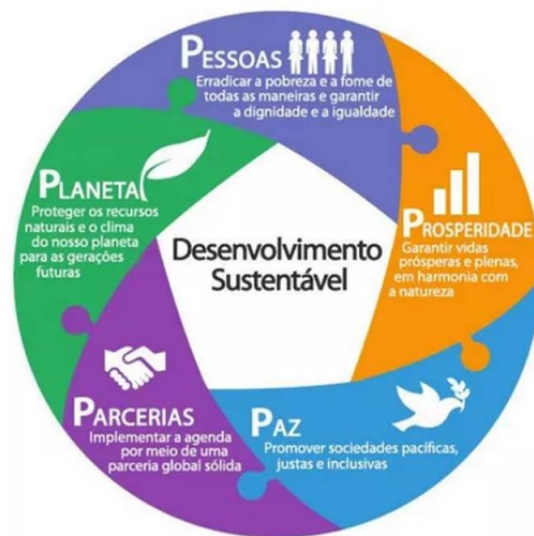 PESSOAS
Erradicar a pobreza e a fome de
todas as maneiras e garantir
a dignidade e a igualdade
PLANETA
Proteger os recursos
naturais e o clima
do nosso planeta
para as gerações
futuras
Desenvolvimento
Sustentável
PROSPERIDADE
Garantir vidas
prósperas e plenas,
em harmonia com
a natureza
PARCERIAS
Implementar a agenda
por meio de uma
parceria global sólida
PAZ
Promover sociedades pacíficas,
justas e inclusivas